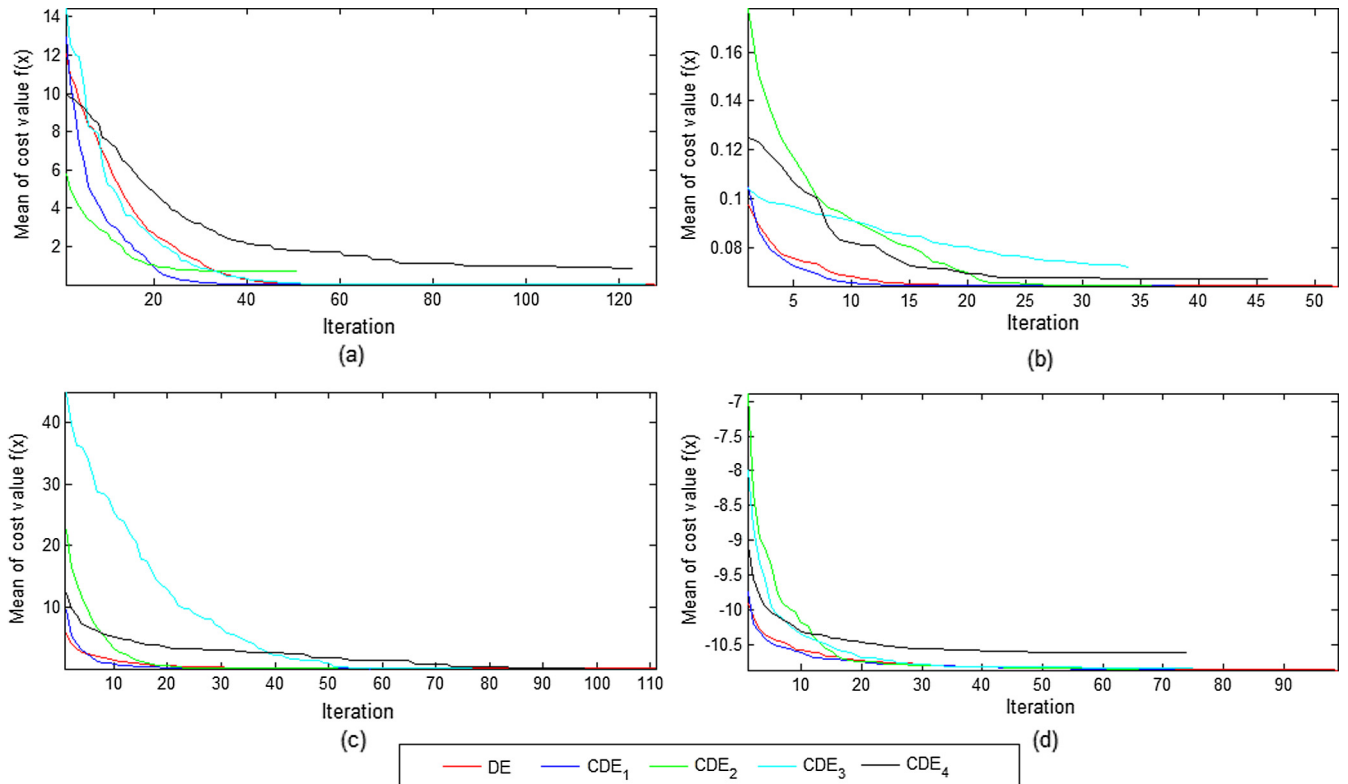 14
12
10
8
6
4
2
Mean of cost value f(x)
20 40 60 80 100 120
Iteration
(a)
0.16
0.14
0.12
0.1
0.08
Mean of cost value f(x)
5 10 15 20 25 30 35 40 45 50
Iteration
(b)
40
30
20
10
Mean of cost value f(x)
10 20 30 40 50 60 70 80 90 100 110
Iteration
(c)
-7
-7.5
-8
-8.5
-9
-9.5
-10
-10.5
Mean of cost value f(x)
10 20 30 40 50 60 70 80 90
Iteration
(d)
DE CDE1 CDE2 CDE3 CDE4